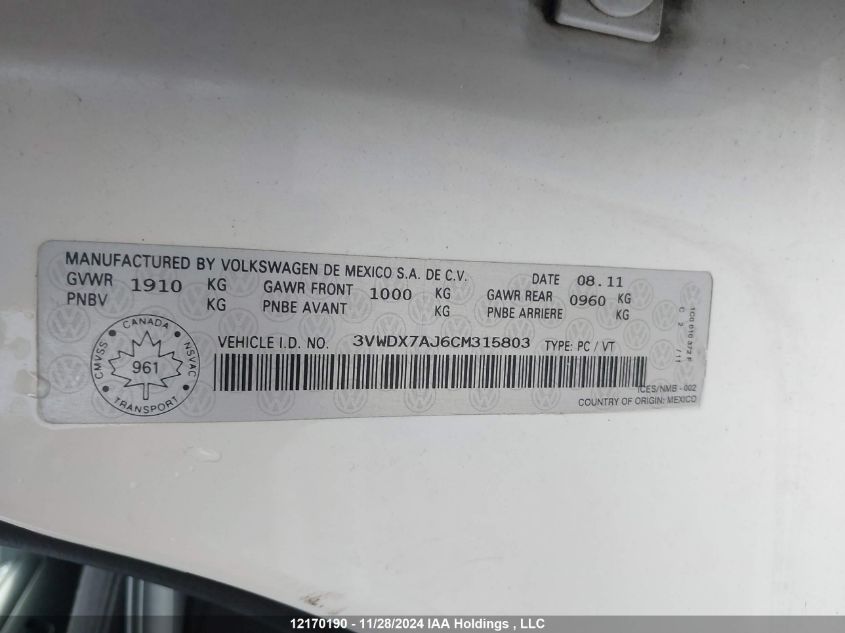 MANUFACTURED BY VOLKSWAGEN DE MEXICO S.A. DE C.V. DATE 08.11
GVWR 1910 KG GAWR FRONT 1000 KG GAWR REAR 0960 KG
PNBV KG PNBE AVANT KG PNBE ARRIERE KG
VEHICLE I.D. NO. 3VWDX7AJ6CM315803 TYPE: PC / VT
CANADA
CMVSS 961 NSVAC
TRANSPORT
ICES/NMB - 002
COUNTRY OF ORIGIN: MEXICO
12170190 - 11/28/2024 IAA Holdings , LLC